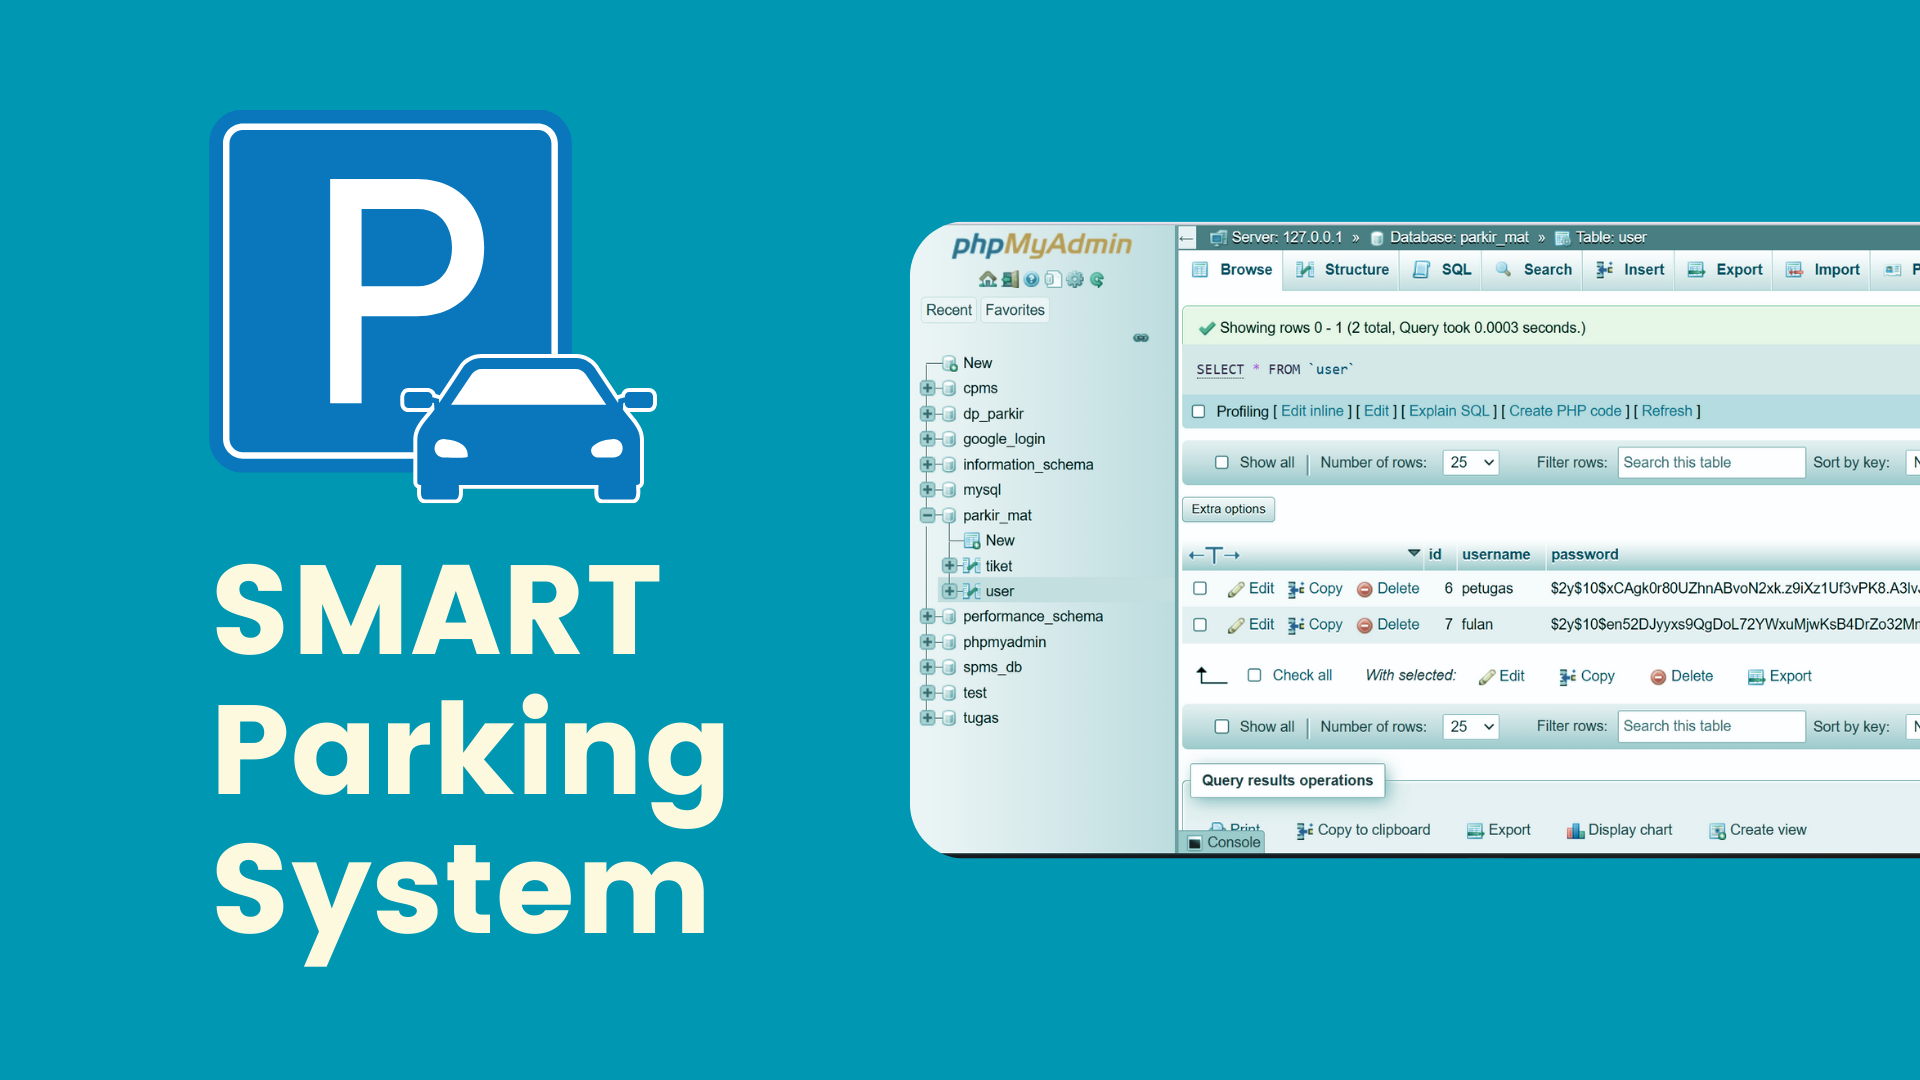 P
SMART
Parking
System
phpMyAdmin
Recent Favorites
New
cpms
dp_parkir
google_login
information_schema
mysql
parkir_mat
New
tiket
user
performance_schema
phpmyadmin
spms_db
test
tugas
Server: 127.0.0.1 » Database: parkir_mat » Table: user
Browse Structure SQL Search Insert Export Import P
Showing rows 0 - 1 (2 total, Query took 0.0003 seconds.)
SELECT * FROM `user`
Profiling [ Edit inline ] [ Edit ] [ Explain SQL ] [ Create PHP code ] [ Refresh ]
Show all | Number of rows: 25 Filter rows: Search this table Sort by key: N
Extra options
←T→ id username password
Edit Copy Delete 6 petugas $2y$10$xCAgk0r80UZhnABvoN2xk.z9iXz1Uf3vPK8.A3lv
Edit Copy Delete 7 fulan $2y$10$en52DJyyxs9QgDoL72YWxuMjwKsB4DrZo32Mr
Check all With selected: Edit Copy Delete Export
Show all | Number of rows: 25 Filter rows: Search this table Sort by key: N
Query results operations
Print Copy to clipboard Export Display chart Create view
Console